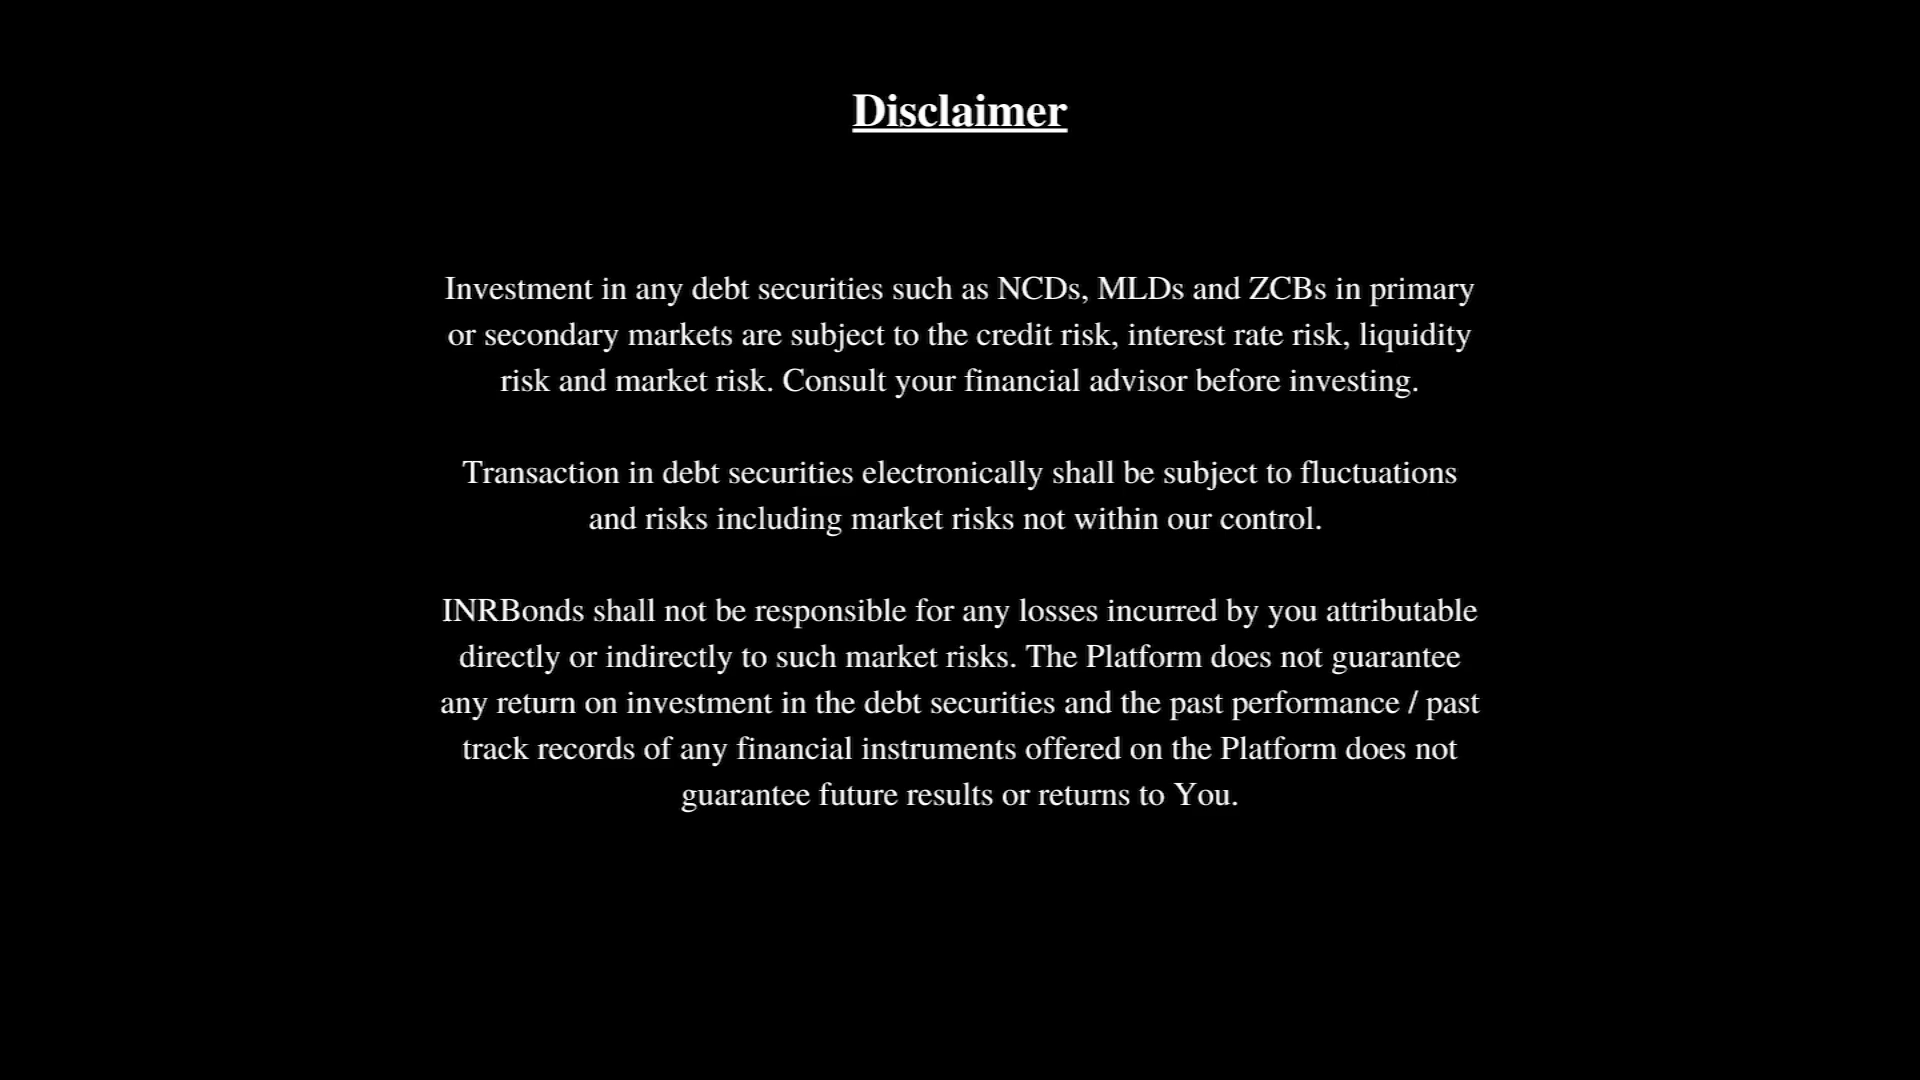 Disclaimer
Investment in any debt securities such as NCDs, MLDs and ZCBs in primary
or secondary markets are subject to the credit risk, interest rate risk, liquidity
risk and market risk. Consult your financial advisor before investing.
Transaction in debt securities electronically shall be subject to fluctuations
and risks including market risks not within our control.
INRBonds shall not be responsible for any losses incurred by you attributable
directly or indirectly to such market risks. The Platform does not guarantee
any return on investment in the debt securities and the past performance / past
track records of any financial instruments offered on the Platform does not
guarantee future results or returns to You.